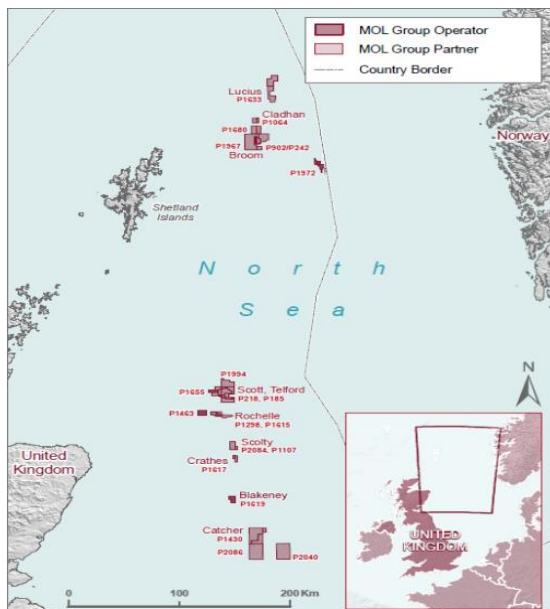 MOL Group Operator
MOL Group Partner
Country Border
Lucius
P1633
Cladhan
P1064
P1680
P1967
P902/P242
Broom
P1972
Norway
Shetland
Islands
North
Sea
P1994
P1655
Scott, Telford
P218, P185
P1463
Rochelle
P1298, P1615
Scolty
P2084, P1107
Crathes
P1617
United
Kingdom
Blakeney
P1619
Catcher
P1430
P2086
P2040
N
UNITED
KINGDOM
0 100 200 Km